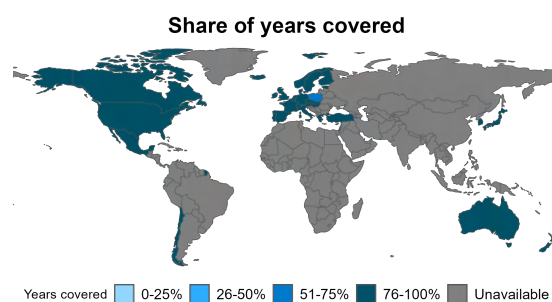 Share of years covered
Years covered 0-25% 26-50% 51-75% 76-100% Unavailable